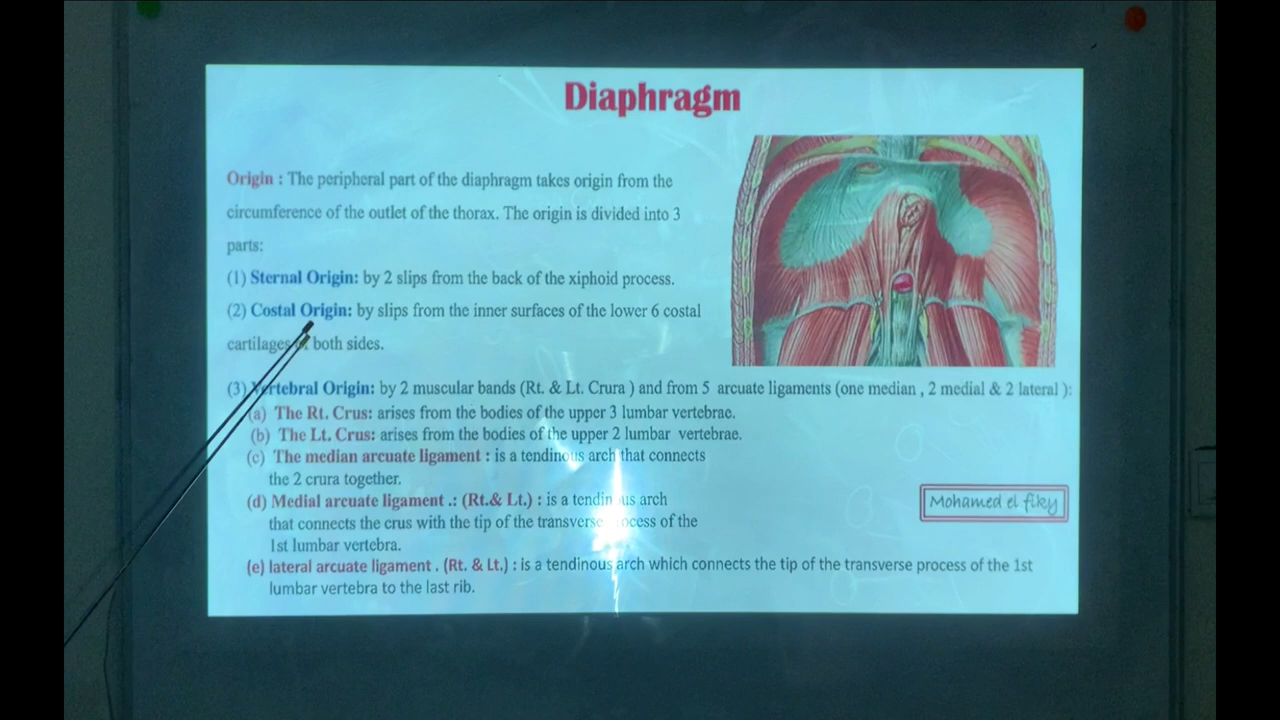 Diaphragm
Origin : The peripheral part of the diaphragm takes origin from the
circumference of the outlet of the thorax. The origin is divided into 3
parts:
(1) Sternal Origin: by 2 slips from the back of the xiphoid process.
(2) Costal Origin: by slips from the inner surfaces of the lower 6 costal
cartilages of both sides.
(3) Vertebral Origin: by 2 muscular bands (Rt. & Lt. Crura ) and from 5 arcuate ligaments (one median , 2 medial & 2 lateral ):
(a) The Rt. Crus: arises from the bodies of the upper 3 lumbar vertebrae.
(b) The Lt. Crus: arises from the bodies of the upper 2 lumbar vertebrae.
(c) The median arcuate ligament : is a tendinous arch that connects
the 2 crura together.
(d) Medial arcuate ligament .: (Rt.& Lt.) : is a tendinous arch
that connects the crus with the tip of the transverse process of the
1st lumbar vertebra.
(e) lateral arcuate ligament . (Rt. & Lt.) : is a tendinous arch which connects the tip of the transverse process of the 1st
lumbar vertebra to the last rib.
Mohamed el fiky